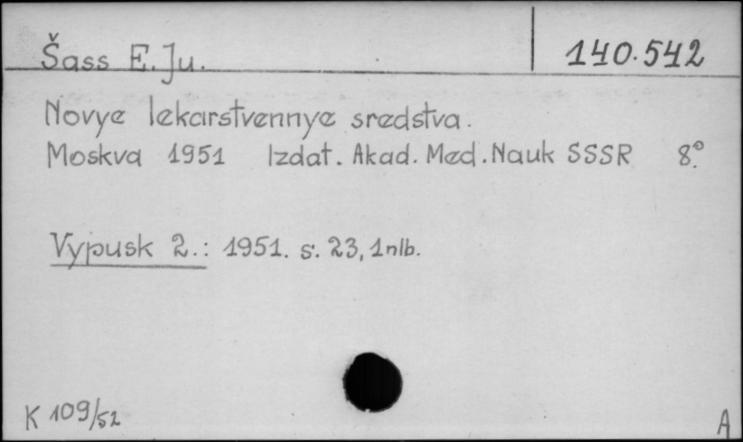 Šass E.Ju. 140.542
Novye lekarstvennye sredstva.
Moskva 1951 Izdat. Akad. Med. Nauk SSSR 8°
Vypusk 2.: 1951. s. 23, 1nlb.
K 109/52 A